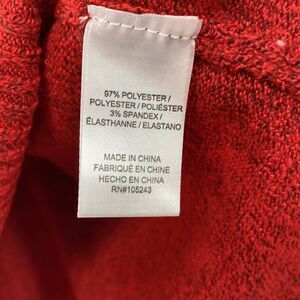 97% POLYESTER /
POLYESTER / POLIÉSTER
3% SPANDEX /
ÉLASTHANNE / ELASTANO
MADE IN CHINA
FABRIQUÉ EN CHINE
HECHO EN CHINA
RN#105243